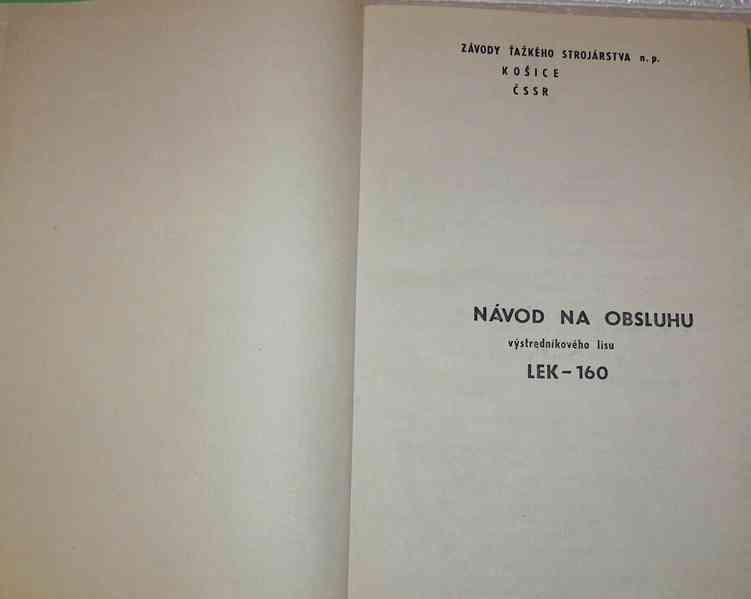 ZÁVODY ŤAŽKÉHO STROJÁRSTVA n. p.
KOŠICE
ČSSR
NÁVOD NA OBSLUHU
výstredníkového lisu
LEK – 160